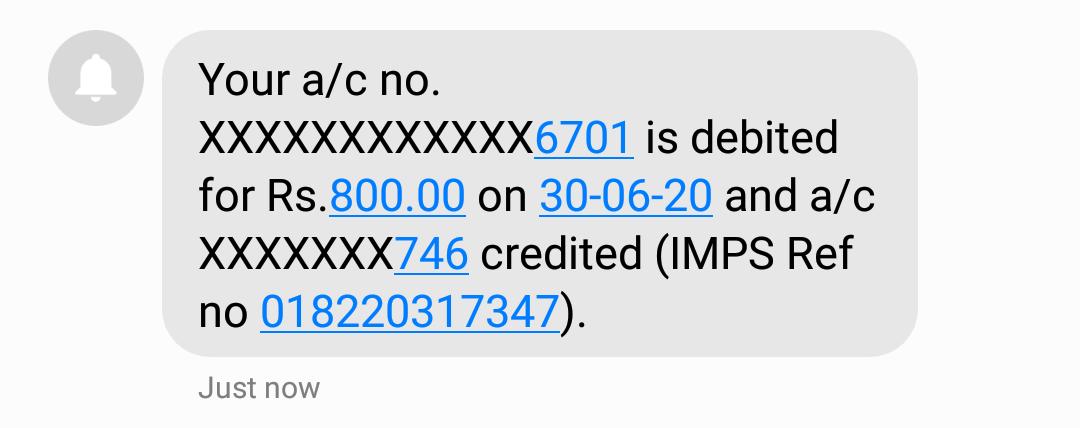 Your a/c no.
XXXXXXXXXXXX6701 is debited
for Rs.800.00 on 30-06-20 and a/c
XXXXXXX746 credited (IMPS Ref
no 018220317347).
Just now